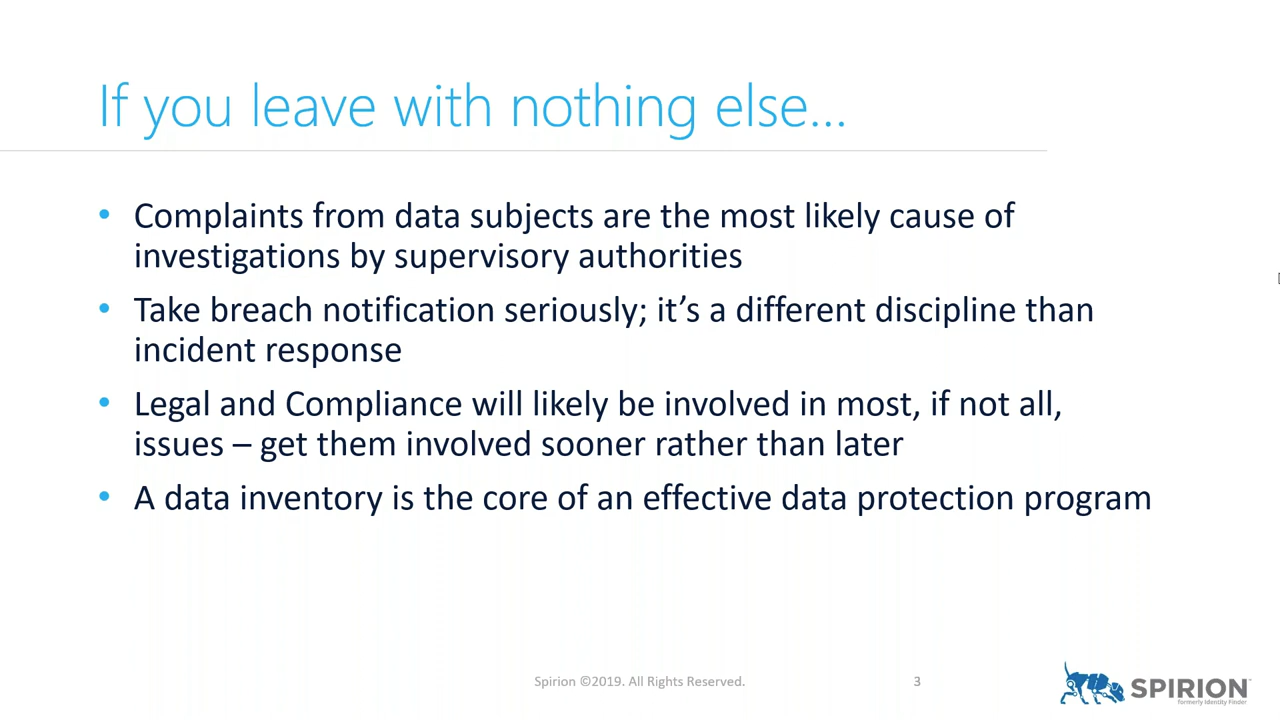 If you leave with nothing else...
• Complaints from data subjects are the most likely cause of
investigations by supervisory authorities
• Take breach notification seriously; it’s a different discipline than
incident response
• Legal and Compliance will likely be involved in most, if not all,
issues – get them involved sooner rather than later
• A data inventory is the core of an effective data protection program
Spirion ©2019. All Rights Reserved.
3
SPIRION
formerly Identity Finder